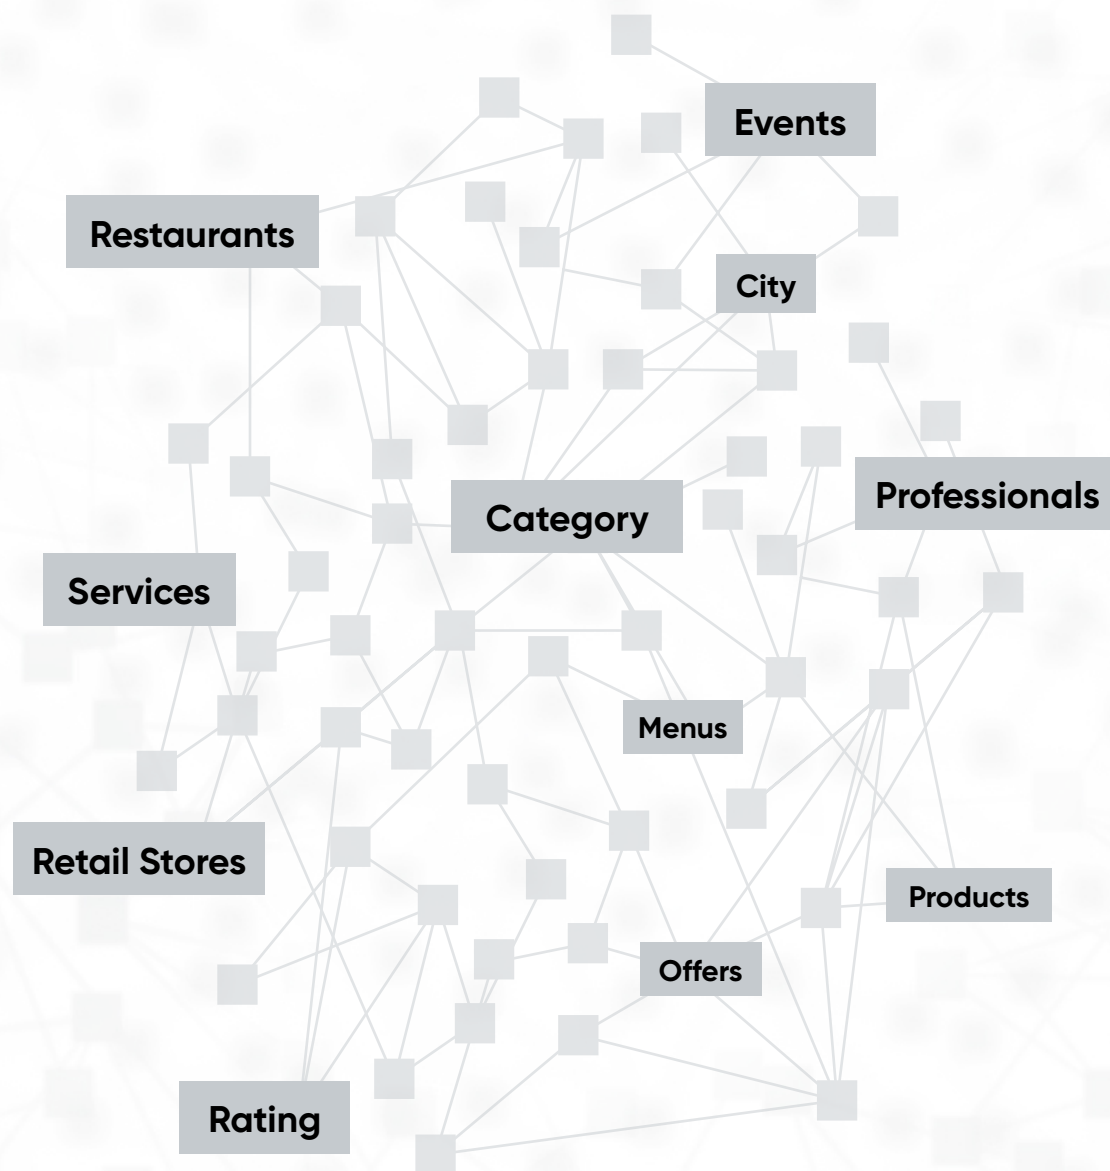 Events
Restaurants
City
Professionals
Category
Services
Menus
Retail Stores
Products
Offers
Rating